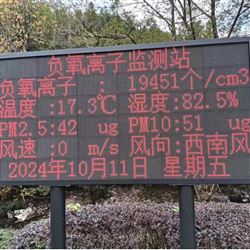 负氧离子监测站
负氧离子：19451个/cm3
温度:17.3℃湿度:82.5%
PM2.5:42 ug PM10:51 ug
风速:0 m/s 风向:西南风
2024年10月11日 星期五